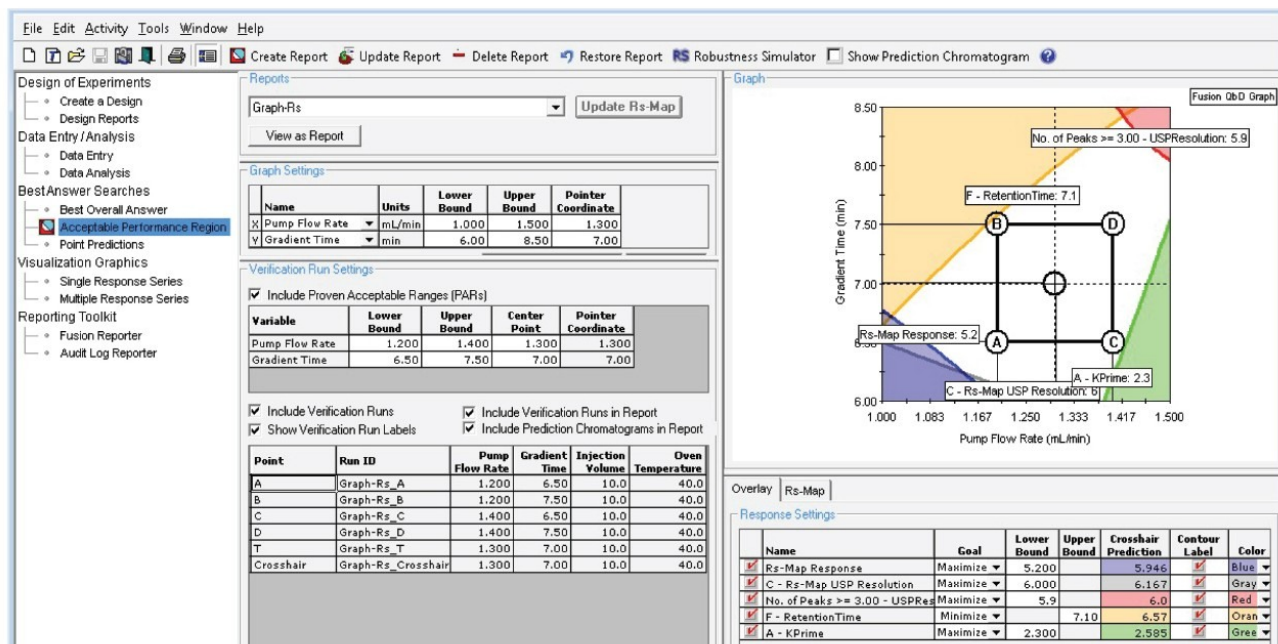 File Edit Activity Tools Window Help
Create Report Update Report Delete Report Restore Report RS Robustness Simulator Show Prediction Chromatogram
Design of Experiments
Create a Design
Design Reports
Data Entry/Analysis
Data Entry
Data Analysis
BestAnswer Searches
Best Overall Answer
Acceptable Performance Region
Point Predictions
Visualization Graphics
Single Response Series
Multiple Response Series
Reporting Toolkit
Fusion Reporter
Audit Log Reporter
Reports
Graph-Rs Update Rs-Map
View as Report
Graph Settings
Name Units Lower Bound Upper Bound Pointer Coordinate
X Pump Flow Rate mL/min 1.000 1.500 1.300
Y Gradient Time min 6.00 8.50 7.00
Verification Run Settings
Include Proven Acceptable Ranges (PARs)
Variable Lower Bound Upper Bound Center Point Pointer Coordinate
Pump Flow Rate 1.200 1.400 1.300 1.300
Gradient Time 6.50 7.50 7.00 7.00
Include Verification Runs Include Verification Runs in Report
Show Verification Run Labels Include Prediction Chromatograms in Report
Point Run ID Pump Flow Rate Gradient Time Injection Volume Oven Temperature
A Graph-Rs_A 1.200 6.50 10.0 40.0
B Graph-Rs_B 1.200 7.50 10.0 40.0
C Graph-Rs_C 1.400 6.50 10.0 40.0
D Graph-Rs_D 1.400 7.50 10.0 40.0
T Graph-Rs_T 1.300 7.00 10.0 40.0
Crosshair Graph-Rs_Crosshair 1.300 7.00 10.0 40.0
Graph
Fusion QbD Graph
8.50
No. of Peaks >= 3.00 - USPResolution: 5.9
8.00
F - RetentionTime: 7.1
7.50 B D
Gradient Time (min)
7.00
Rs-Map Response: 5.2
6.50 A C
A - KPrime: 2.3
C - Rs-Map USP Resolution: 6
6.00
1.000 1.083 1.167 1.250 1.333 1.417 1.500
Pump Flow Rate (mL/min)
Overlay Rs-Map
Response Settings
Name Goal Lower Bound Upper Bound Crosshair Prediction Contour Label Color
Rs-Map Response Maximize 5.200 5.946 Blue
C - Rs-Map USP Resolution Maximize 6.000 6.167 Gray
No. of Peaks >= 3.00 - USPRes Maximize 5.9 6.0 Red
F - RetentionTime Minimize 7.10 6.57 Oran
A - KPrime Maximize 2.300 2.585 Gree